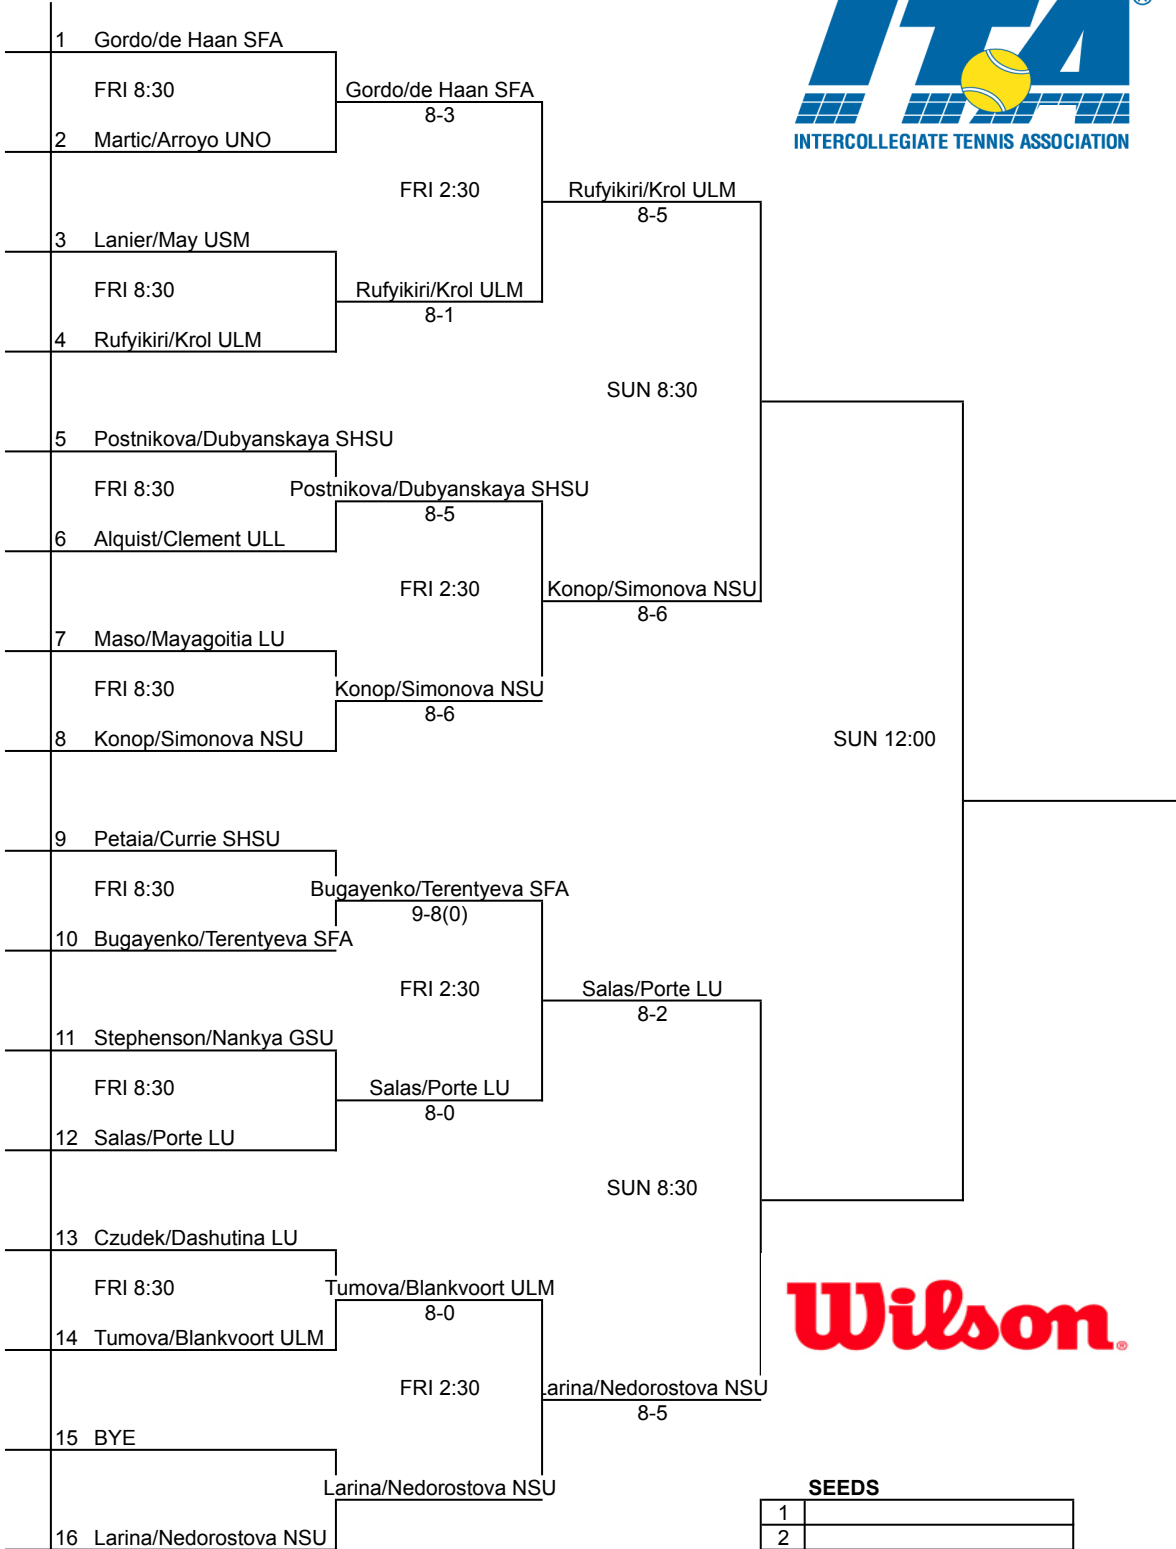 ITA
®
INTERCOLLEGIATE TENNIS ASSOCIATION
1 Gordo/de Haan SFA
FRI 8:30
Gordo/de Haan SFA
8-3
2 Martic/Arroyo UNO
FRI 2:30
Rufyikiri/Krol ULM
8-5
3 Lanier/May USM
FRI 8:30
Rufyikiri/Krol ULM
8-1
4 Rufyikiri/Krol ULM
SUN 8:30
5 Postnikova/Dubyanskaya SHSU
FRI 8:30
Postnikova/Dubyanskaya SHSU
8-5
6 Alquist/Clement ULL
FRI 2:30
Konop/Simonova NSU
8-6
7 Maso/Mayagoitia LU
FRI 8:30
Konop/Simonova NSU
8-6
8 Konop/Simonova NSU
SUN 12:00
9 Petaia/Currie SHSU
FRI 8:30
Bugayenko/Terentyeva SFA
9-8(0)
10 Bugayenko/Terentyeva SFA
FRI 2:30
Salas/Porte LU
8-2
11 Stephenson/Nankya GSU
FRI 8:30
Salas/Porte LU
8-0
12 Salas/Porte LU
SUN 8:30
13 Czudek/Dashutina LU
FRI 8:30
Tumova/Blankvoort ULM
8-0
14 Tumova/Blankvoort ULM
Wilson®
FRI 2:30
Larina/Nedorostova NSU
8-5
15 BYE
Larina/Nedorostova NSU
SEEDS
1
2
16 Larina/Nedorostova NSU